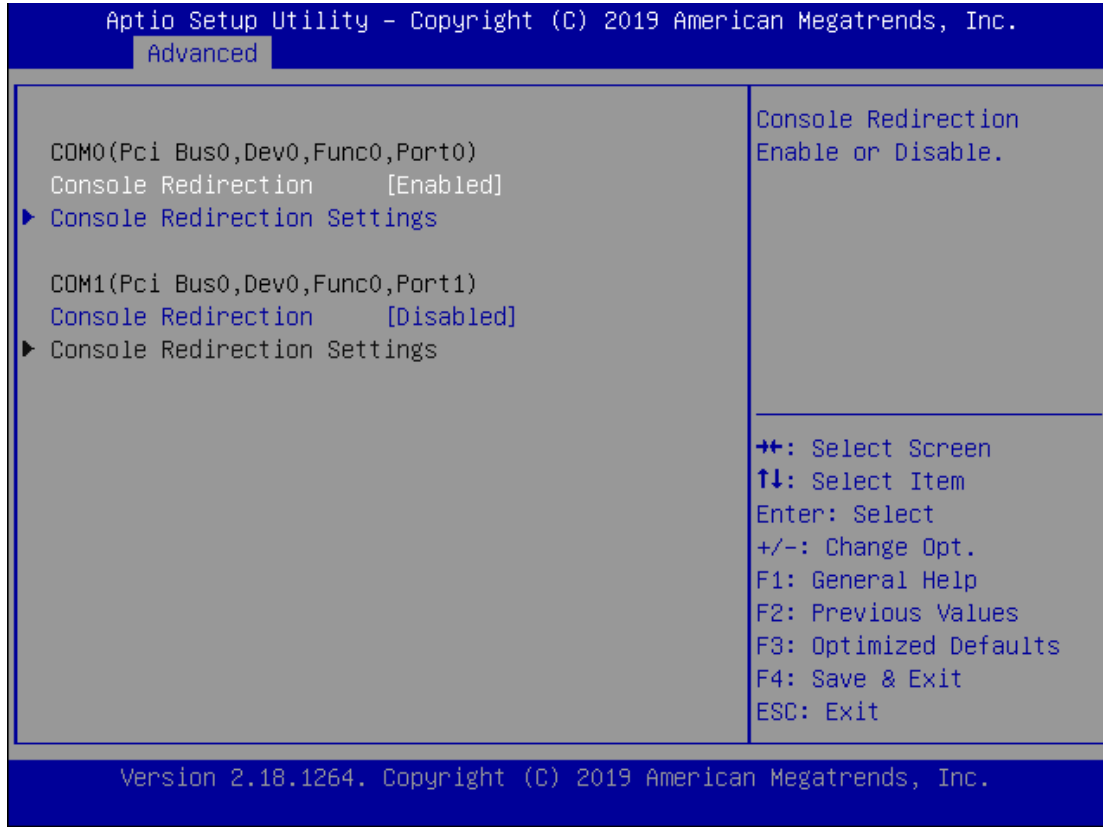 Aptio Setup Utility – Copyright (C) 2019 American Megatrends, Inc.
Advanced
COM0(Pci Bus0,Dev0,Func0,Port0)
Console Redirection [Enabled]
Console Redirection Settings
COM1(Pci Bus0,Dev0,Func0,Port1)
Console Redirection [Disabled]
Console Redirection Settings
Console Redirection
Enable or Disable.
→←: Select Screen
↑↓: Select Item
Enter: Select
+/-: Change Opt.
F1: General Help
F2: Previous Values
F3: Optimized Defaults
F4: Save & Exit
ESC: Exit
Version 2.18.1264. Copyright (C) 2019 American Megatrends, Inc.